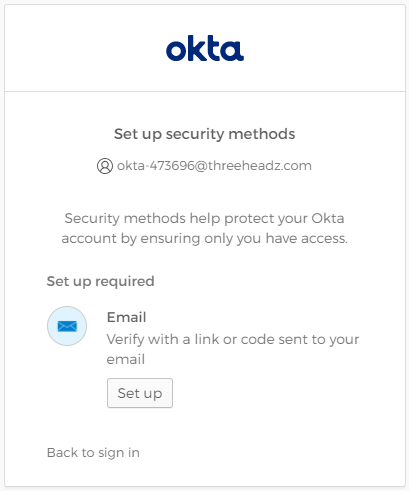 okta
Set up security methods
okta-473696@threeheadz.com
Security methods help protect your Okta
account by ensuring only you have access.
Set up required
Email
Verify with a link or code sent to your
email
Set up
Back to sign in